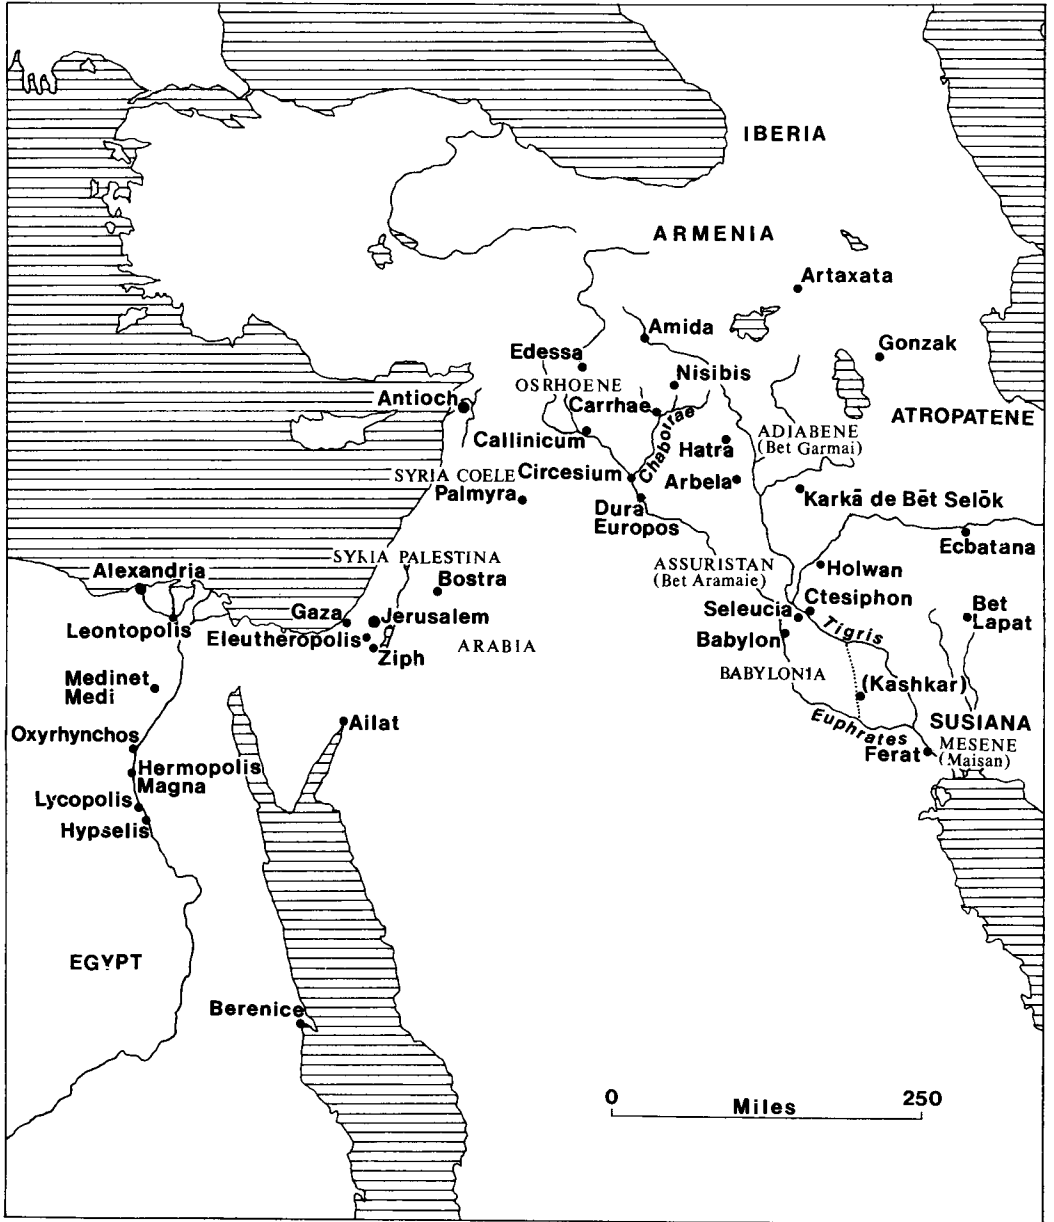 IBERIA
ARMENIA
Artaxata
Amida
Gonzak
Edessa
Nisibis
OSRHOENE
Antioch
Carrhae
ATROPATENE
Chaboirae
ADIABENE
(Bet Garmai)
Callinicum
Hatra
SYRIA COELE
Circesium
Arbela
Palmyra
Karkā de Bēt Selōk
Dura
Europos
Ecbatana
SYRIA PALESTINA
ASSURISTAN
(Bet Aramaie)
Holwan
Alexandria
Bostra
Ctesiphon
Bet
Lapat
Gaza
Jerusalem
Seleucia
Tigris
Leontopolis
Eleutheropolis
Babylon
ARABIA
Ziph
BABYLONIA
Medinet
Medi
(Kashkar)
Ailat
Euphrates
SUSIANA
Oxyrhynchos
MESENE
(Maisan)
Ferat
Hermopolis
Magna
Lycopolis
Hypselis
EGYPT
Berenice
0
250
Miles